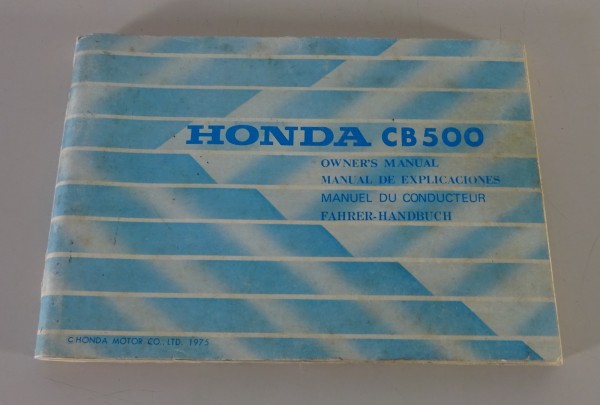 HONDA CB500
OWNER'S MANUAL
MANUAL DE EXPLICACIONES
MANUEL DU CONDUCTEUR
FAHRER-HANDBUCH
© HONDA MOTOR CO., LTD. 1975